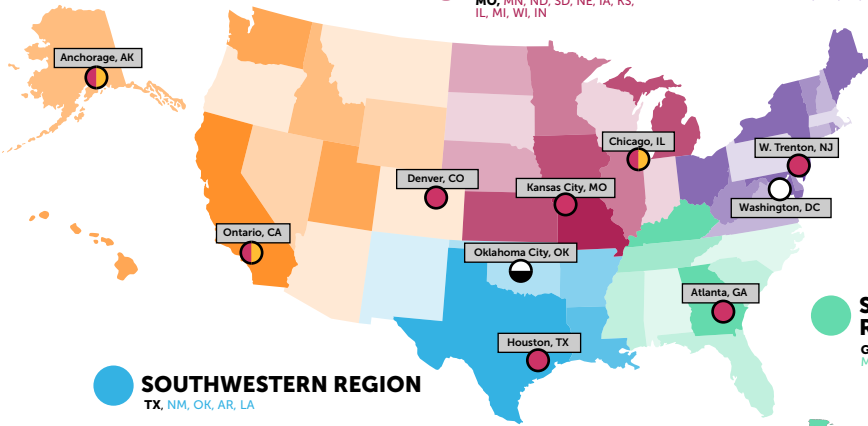 MO, MN, ND, SD, NE, IA, KS,
IL, MI, WI, IN
Anchorage, AK
Chicago, IL
W. Trenton, NJ
Denver, CO
Kansas City, MO
Washington, DC
Ontario, CA
Oklahoma City, OK
Atlanta, GA
Houston, TX
SOUTHWESTERN REGION
TX, NM, OK, AR, LA